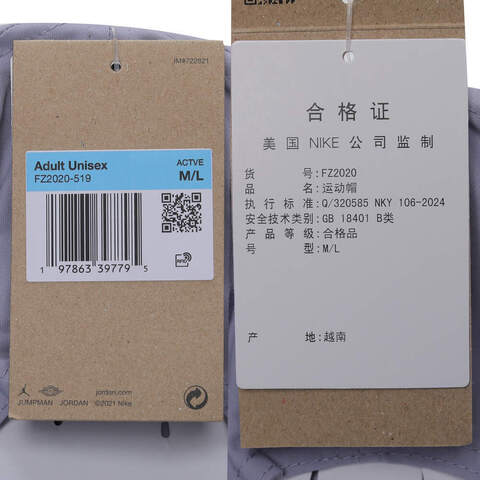 JM#722821
Adult Unisex
FZ2020-519
ACTVE
M/L
1 97863 39779 5
RFID
jordan.com
JUMPMAN JORDAN ©2021 Nike
合格证
美国 NIKE 公司监制
货号:FZ2020
品名:运动帽
执行标准:Q/320585 NKY 106-2024
安全技术类别:GB 18401 B类
产品等级:合格品
号型:M/L
产地:越南